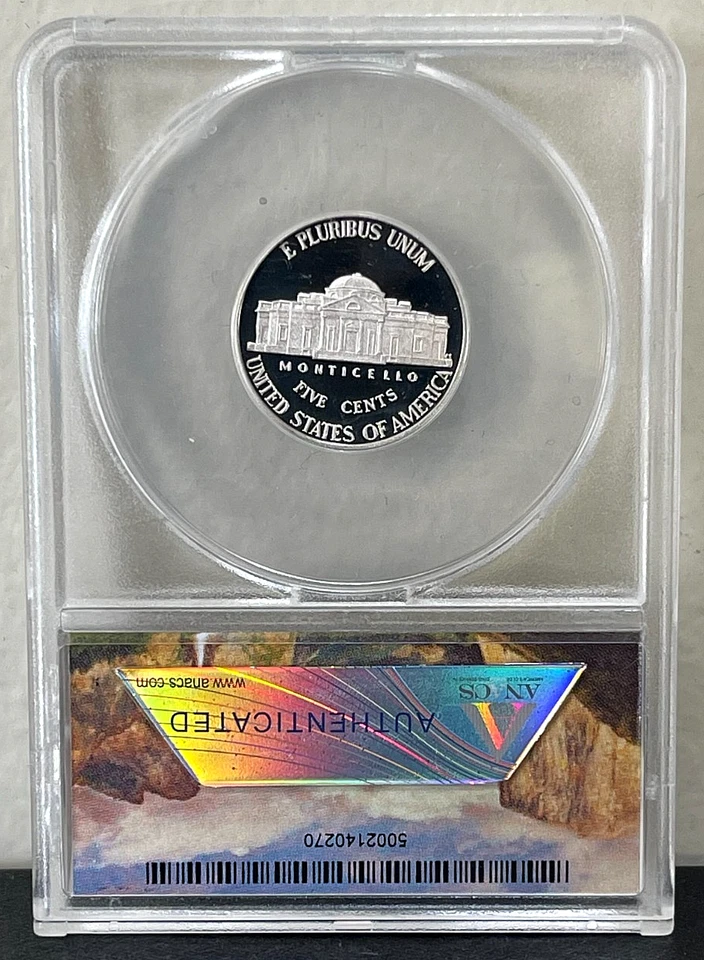 E PLURIBUS UNUM
MONTICELLO
FIVE CENTS
UNITED STATES OF AMERICA
5002140270
AUTHENTICATED
ANACS
www.anacs.com